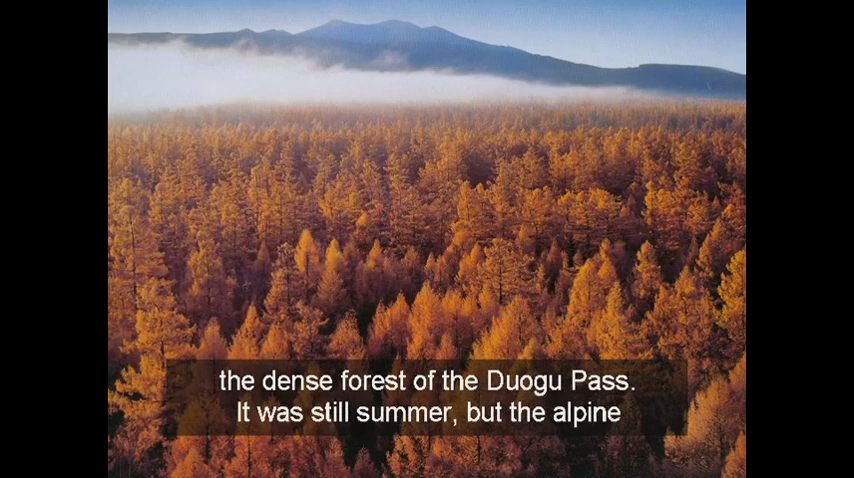 the dense forest of the Duogu Pass.
It was still summer, but the alpine